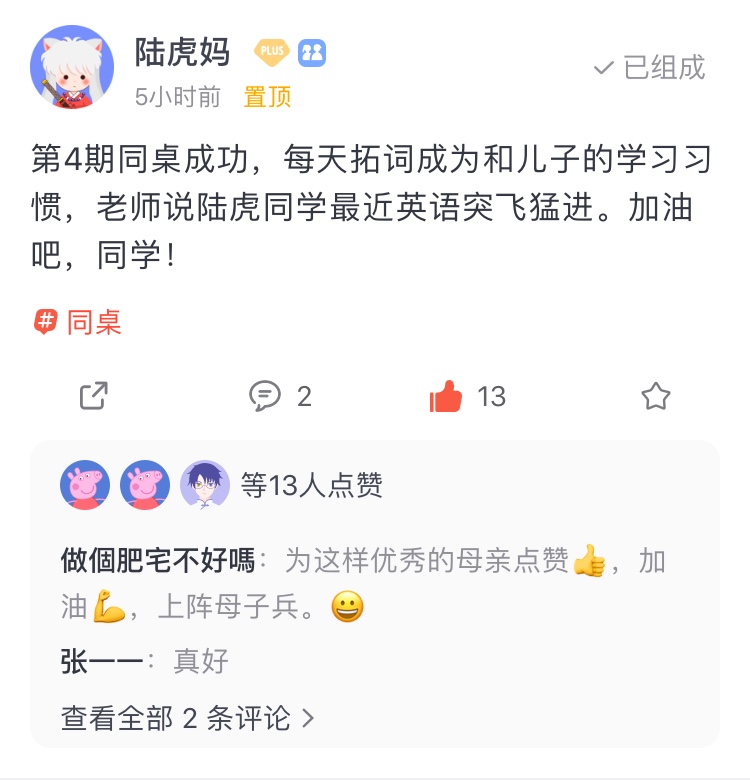 陆虎妈 PLUS
✓ 已组成
5小时前 置顶
第4期同桌成功，每天拓词成为和儿子的学习习
惯，老师说陆虎同学最近英语突飞猛进。加油
吧，同学！
# 同桌
2
13
等13人点赞
做個肥宅不好嗎：为这样优秀的母亲点赞👍，加
油💪，上阵母子兵。😀
张一一：真好
查看全部 2 条评论 >